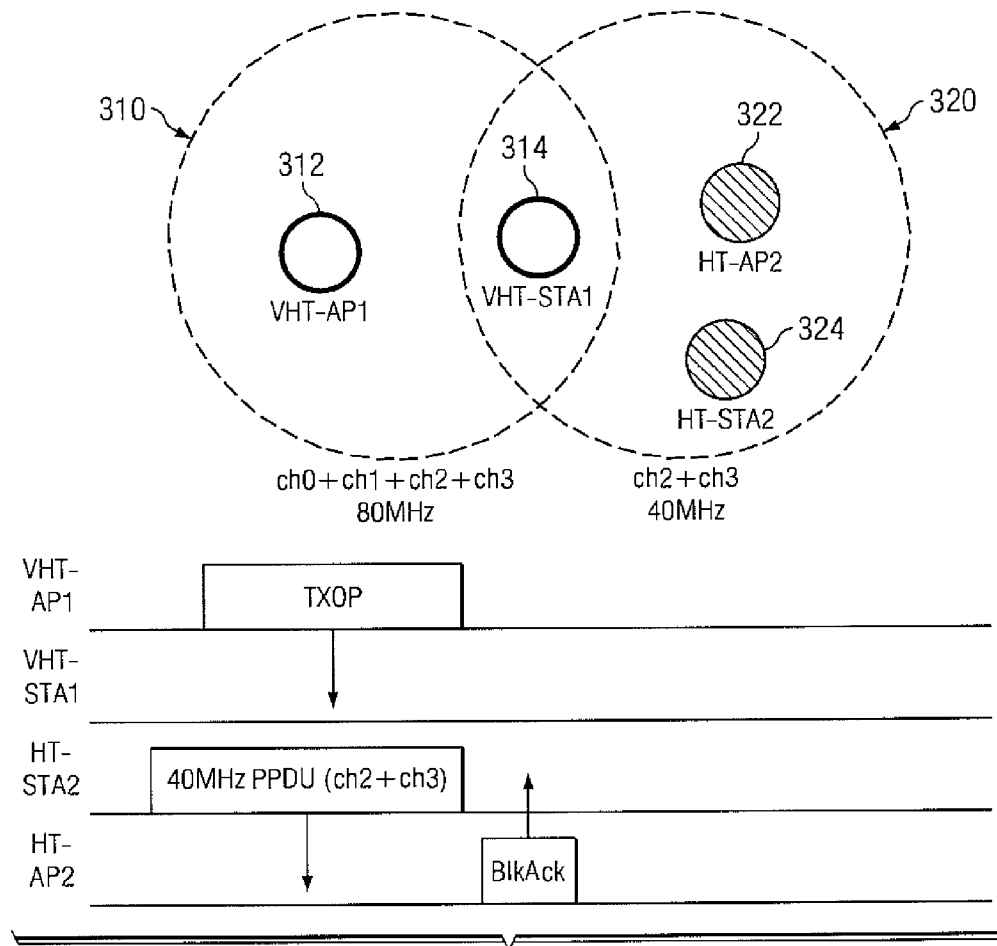 310
320
322
312
314
HT-AP2
VHT-AP1
VHT-STA1
324
HT-STA2
ch0+ch1+ch2+ch3
80MHz
ch2+ch3
40MHz
VHT-
AP1
TXOP
VHT-
STA1
HT-
STA2
40MHz PPDU (ch2+ch3)
HT-
AP2
BlkAck